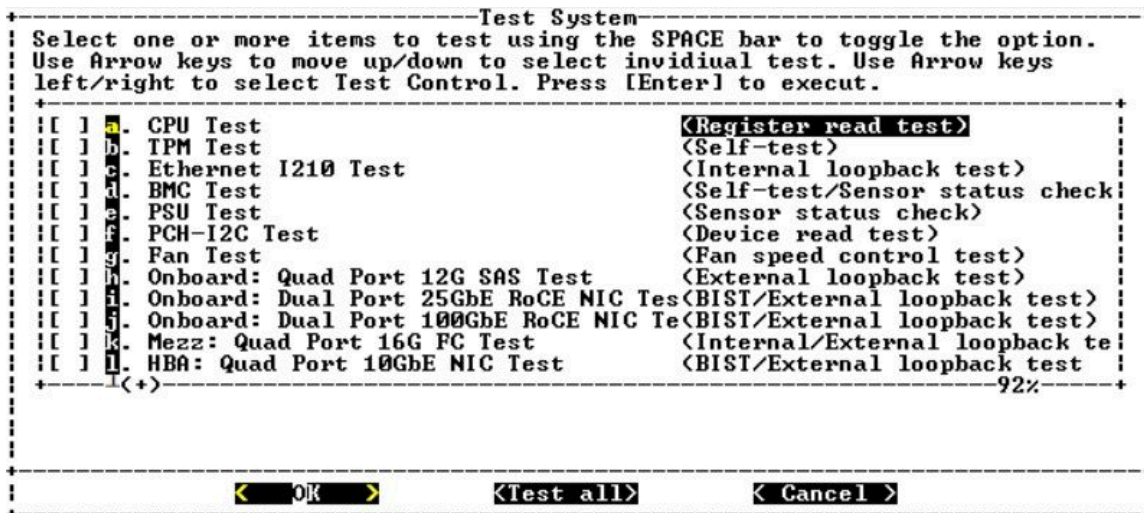 Test System
Select one or more items to test using the SPACE bar to toggle the option.
Use Arrow keys to move up/down to select invidiual test. Use Arrow keys
left/right to select Test Control. Press [Enter] to execut.
[ ] a. CPU Test (Register read test)
[ ] b. TPM Test (Self-test)
[ ] c. Ethernet I210 Test (Internal loopback test)
[ ] d. BMC Test (Self-test/Sensor status check
[ ] e. PSU Test (Sensor status check)
[ ] f. PCH-I2C Test (Device read test)
[ ] g. Fan Test (Fan speed control test)
[ ] h. Onboard: Quad Port 12G SAS Test (External loopback test)
[ ] i. Onboard: Dual Port 25GbE RoCE NIC Tes(BIST/External loopback test)
[ ] j. Onboard: Dual Port 100GbE RoCE NIC Te(BIST/External loopback test)
[ ] k. Mezz: Quad Port 16G FC Test (Internal/External loopback te
[ ] l. HBA: Quad Port 10GbE NIC Test (BIST/External loopback test
(+) 92%
< OK > <Test all> < Cancel >